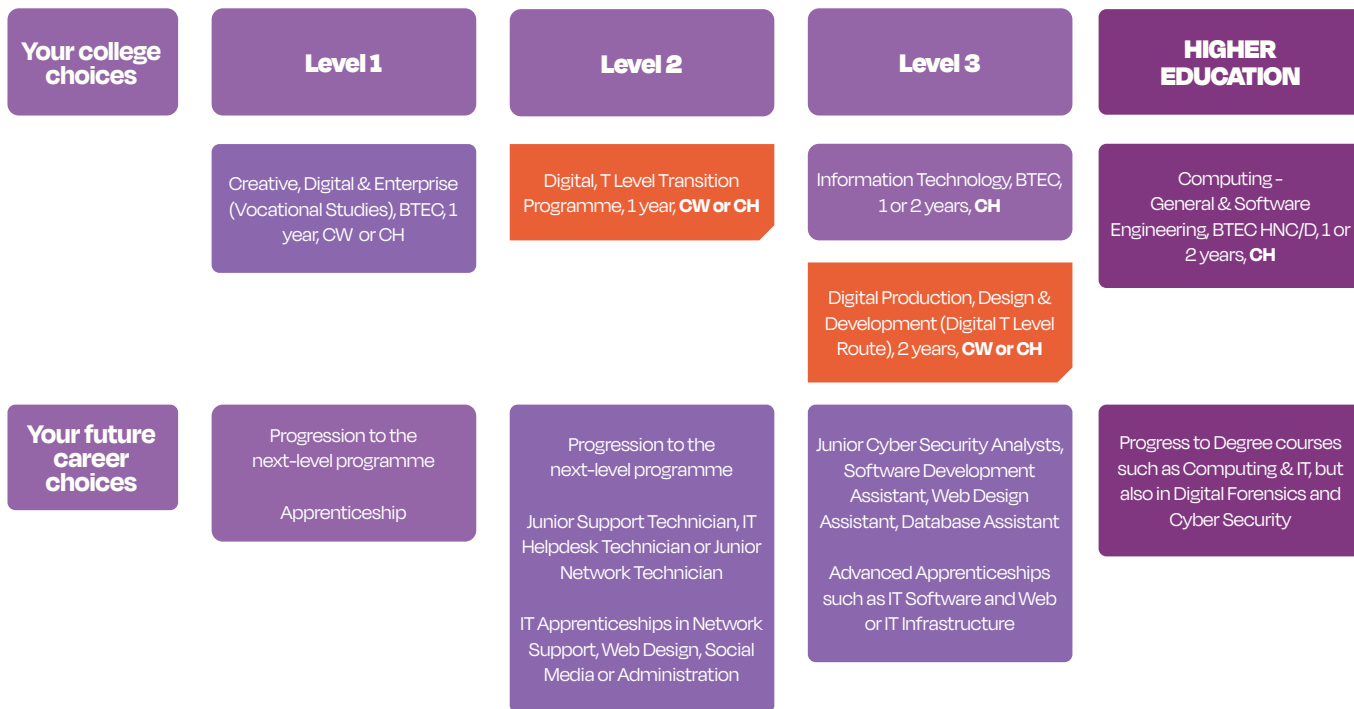 Your college
choices
Level 1
Level 2
Level 3
HIGHER
EDUCATION
Creative, Digital & Enterprise
(Vocational Studies), BTEC, 1
year, CW or CH
Digital, T Level Transition
Programme, 1 year, CW or CH
Information Technology, BTEC,
1 or 2 years, CH
Digital Production, Design &
Development (Digital T Level
Route), 2 years, CW or CH
Computing -
General & Software
Engineering, BTEC HNC/D, 1 or
2 years, CH
Your future
career
choices
Progression to the
next-level programme
Apprenticeship
Progression to the
next-level programme
Junior Support Technician, IT
Helpdesk Technician or Junior
Network Technician
IT Apprenticeships in Network
Support, Web Design, Social
Media or Administration
Junior Cyber Security Analysts,
Software Development
Assistant, Web Design
Assistant, Database Assistant
Advanced Apprenticeships
such as IT Software and Web
or IT Infrastructure
Progress to Degree courses
such as Computing & IT, but
also in Digital Forensics and
Cyber Security